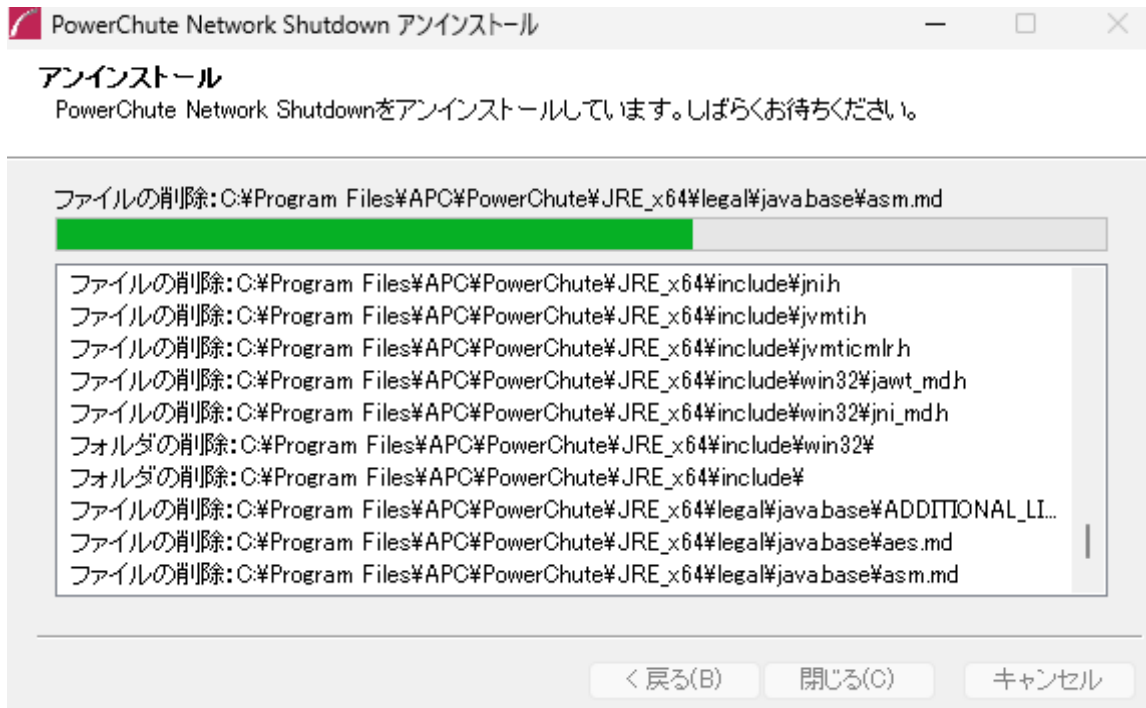 PowerChute Network Shutdown アンインストール
アンインストール
PowerChute Network Shutdownをアンインストールしています。しばらくお待ちください。
ファイルの削除:C:¥Program Files¥APC¥PowerChute¥JRE_x64¥legal¥java.base¥asm.md
ファイルの削除:C:¥Program Files¥APC¥PowerChute¥JRE_x64¥include¥jni.h
ファイルの削除:C:¥Program Files¥APC¥PowerChute¥JRE_x64¥include¥jvmti.h
ファイルの削除:C:¥Program Files¥APC¥PowerChute¥JRE_x64¥include¥jvmticmlr.h
ファイルの削除:C:¥Program Files¥APC¥PowerChute¥JRE_x64¥include¥win32¥jawt_md.h
ファイルの削除:C:¥Program Files¥APC¥PowerChute¥JRE_x64¥include¥win32¥jni_md.h
フォルダの削除:C:¥Program Files¥APC¥PowerChute¥JRE_x64¥include¥win32¥
フォルダの削除:C:¥Program Files¥APC¥PowerChute¥JRE_x64¥include¥
ファイルの削除:C:¥Program Files¥APC¥PowerChute¥JRE_x64¥legal¥java.base¥ADDITIONAL_LI...
ファイルの削除:C:¥Program Files¥APC¥PowerChute¥JRE_x64¥legal¥java.base¥aes.md
ファイルの削除:C:¥Program Files¥APC¥PowerChute¥JRE_x64¥legal¥java.base¥asm.md
< 戻る(B) 閉じる(C) キャンセル